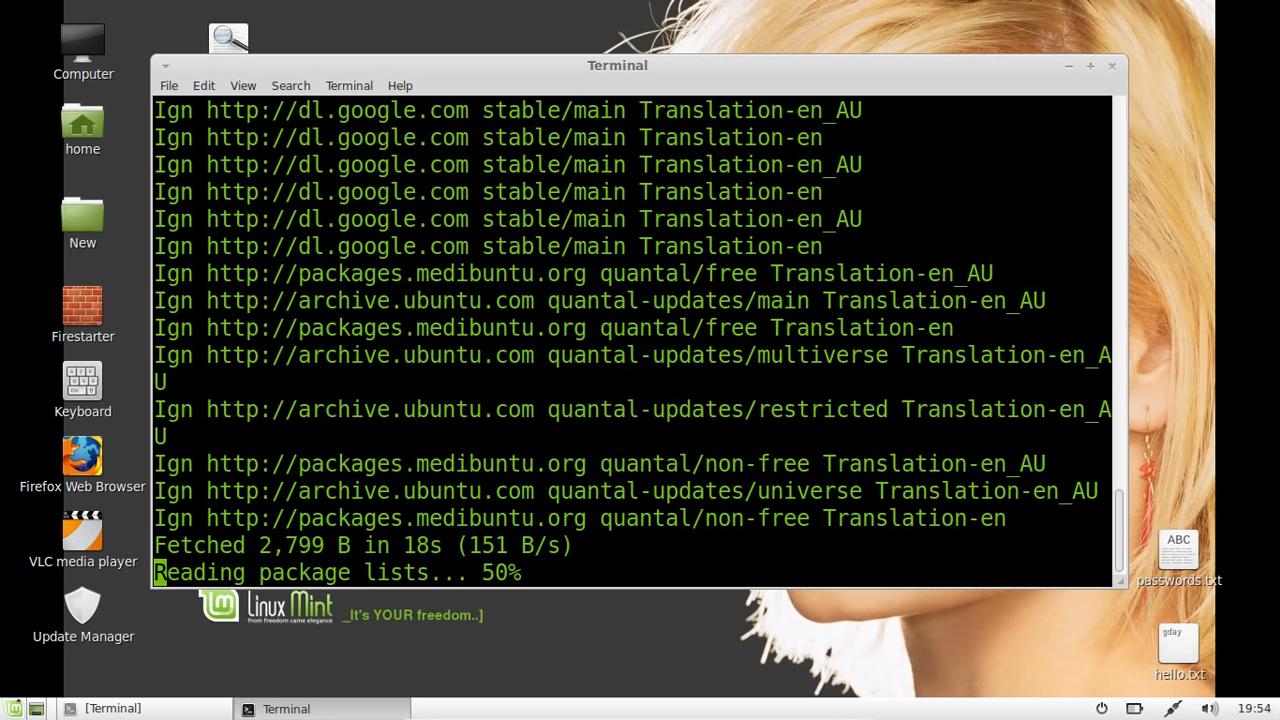 Computer
home
New
Firestarter
Keyboard
Firefox Web Browser
VLC media player
Update Manager
Terminal
File Edit View Search Terminal Help
Ign http://dl.google.com stable/main Translation-en_AU
Ign http://dl.google.com stable/main Translation-en
Ign http://dl.google.com stable/main Translation-en_AU
Ign http://dl.google.com stable/main Translation-en
Ign http://dl.google.com stable/main Translation-en_AU
Ign http://dl.google.com stable/main Translation-en
Ign http://packages.medibuntu.org quantal/free Translation-en_AU
Ign http://archive.ubuntu.com quantal-updates/main Translation-en_AU
Ign http://packages.medibuntu.org quantal/free Translation-en
Ign http://archive.ubuntu.com quantal-updates/multiverse Translation-en_A
U
Ign http://archive.ubuntu.com quantal-updates/restricted Translation-en_A
U
Ign http://packages.medibuntu.org quantal/non-free Translation-en_AU
Ign http://archive.ubuntu.com quantal-updates/universe Translation-en_AU
Ign http://packages.medibuntu.org quantal/non-free Translation-en
Fetched 2,799 B in 18s (151 B/s)
Reading package lists... 50%
Linux Mint _It's YOUR freedom..]
from freedom came elegance
ABC
passwords.txt
gday
hello.txt
[Terminal] Terminal 19:54